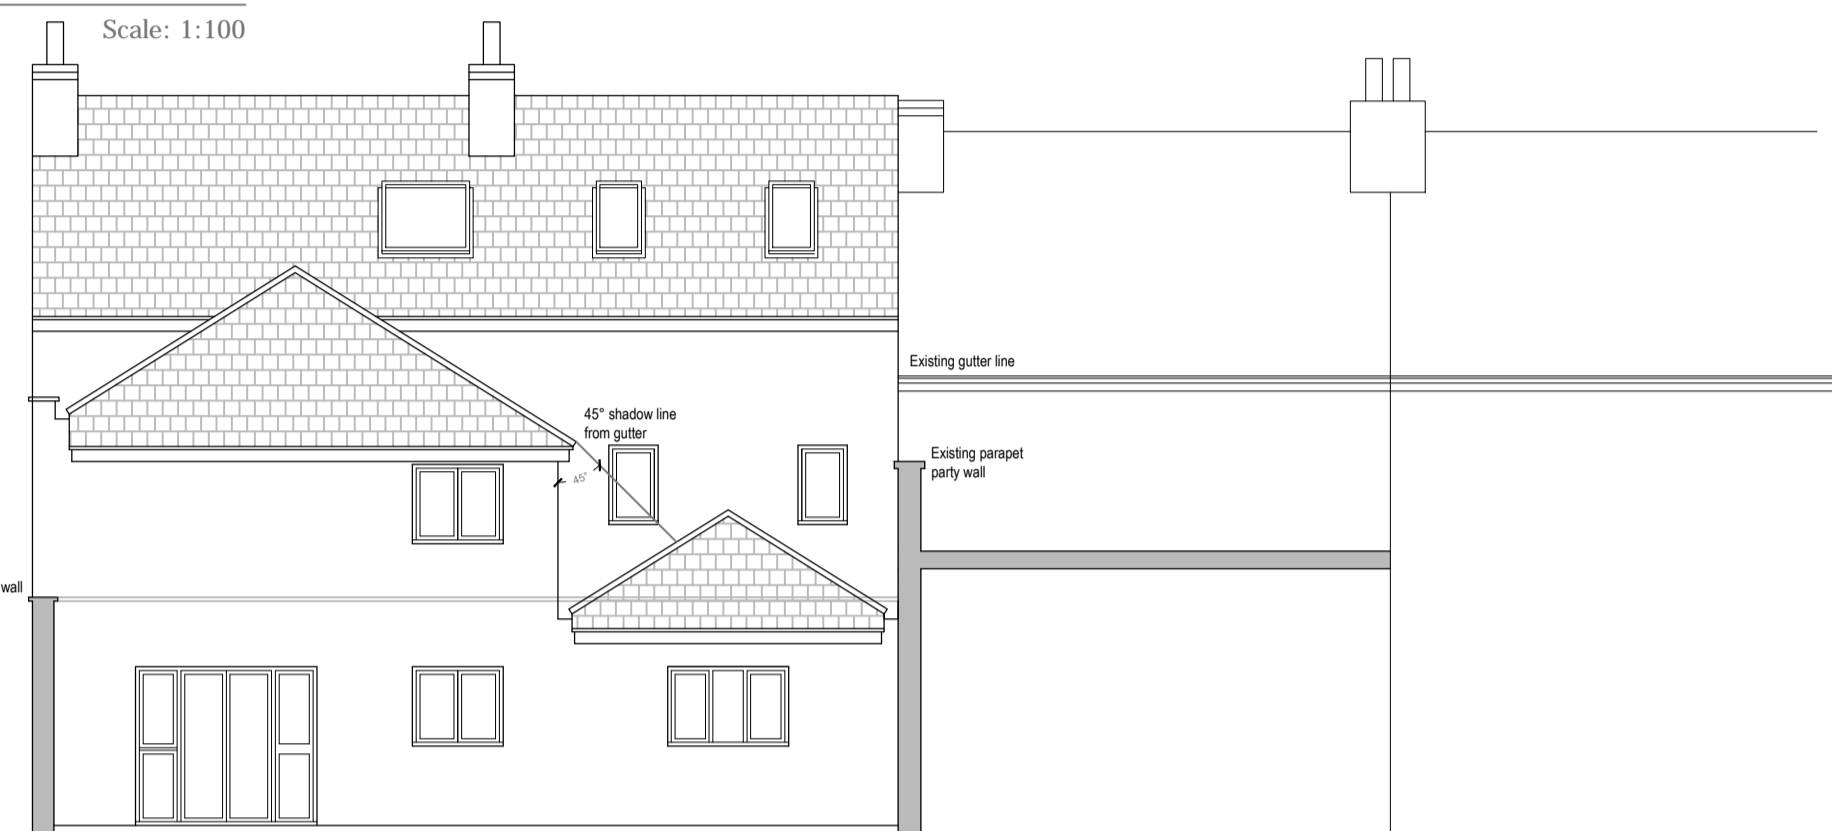 Scale: 1:100
Existing gutter line
45° shadow line
from gutter
Existing parapet
party wall
45°
wall